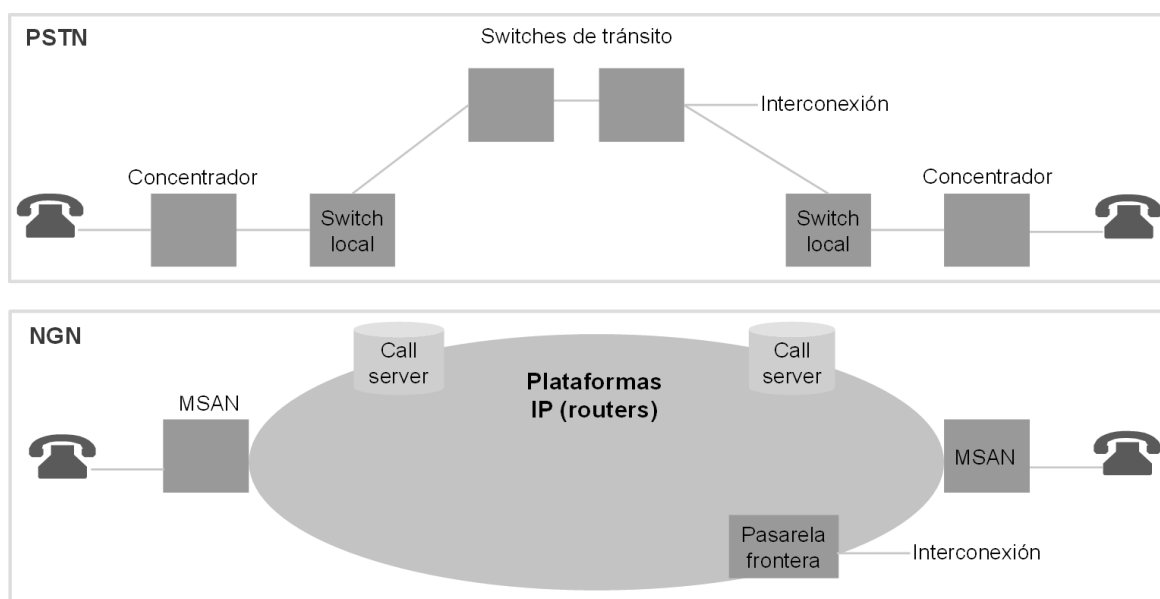 PSTN
Switches de tránsito
Interconexión
Concentrador
Concentrador
Switch
local
Switch
local
NGN
Call
server
Call
server
Plataformas
IP (routers)
MSAN
MSAN
Pasarela
frontera
Interconexión